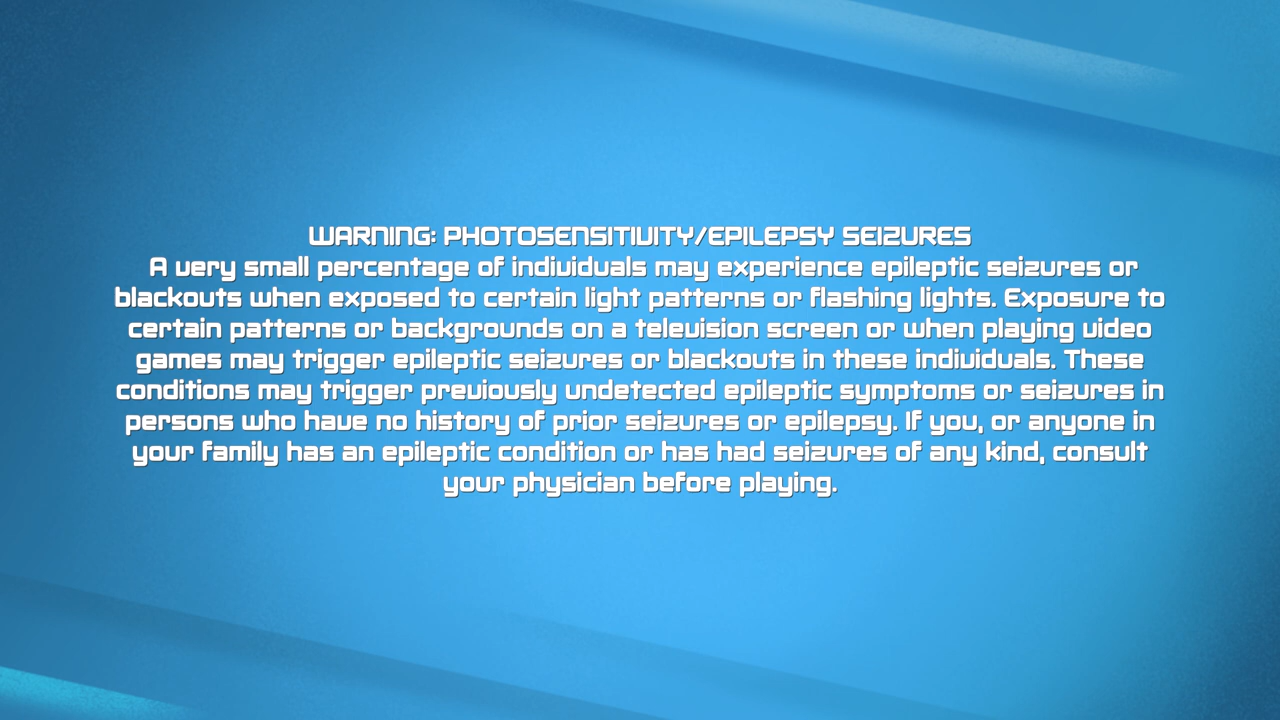 WARNING: PHOTOSENSITIVITY/EPILEPSY SEIZURES
A very small percentage of individuals may experience epileptic seizures or
blackouts when exposed to certain light patterns or flashing lights. Exposure to
certain patterns or backgrounds on a television screen or when playing video
games may trigger epileptic seizures or blackouts in these individuals. These
conditions may trigger previously undetected epileptic symptoms or seizures in
persons who have no history of prior seizures or epilepsy. If you, or anyone in
your family has an epileptic condition or has had seizures of any kind, consult
your physician before playing.